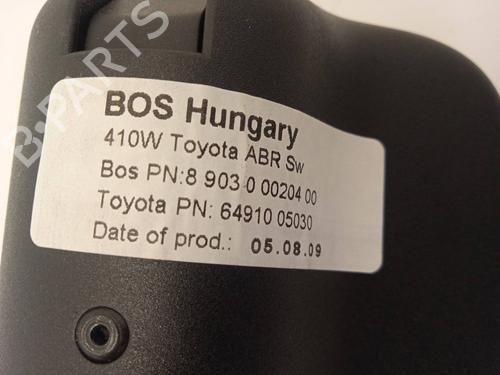 BOS Hungary
410W Toyota ABR Sw
Bos PN:8 903 0 00204 00
Toyota PN: 64910 05030
Date of prod.: 05.08.09
B-PARTS